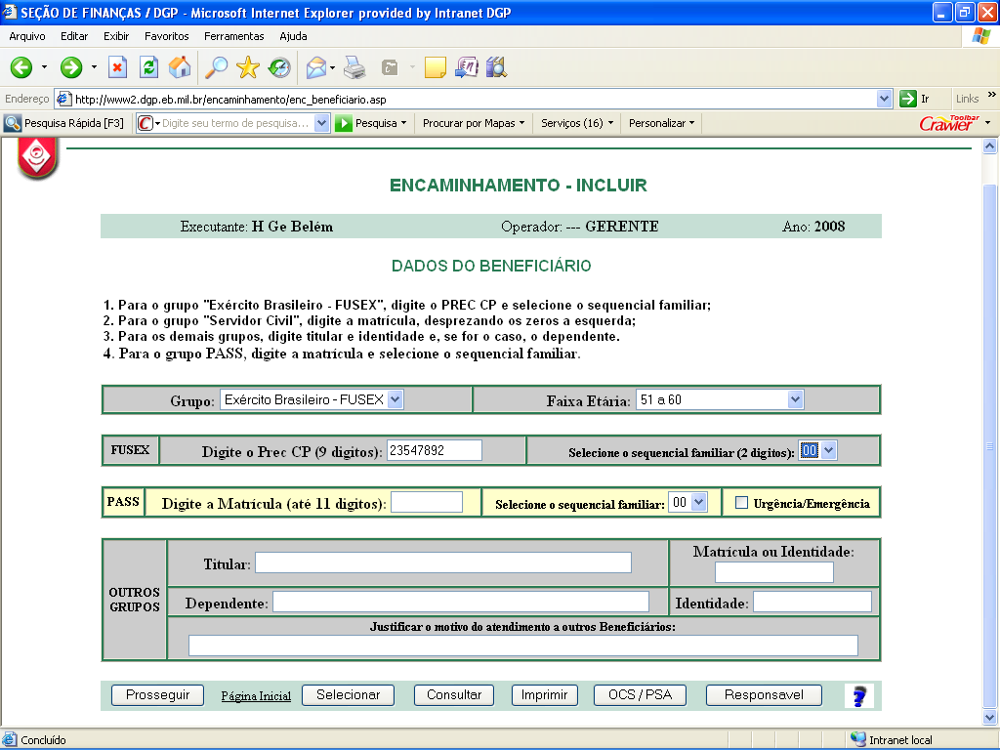 SEÇÃO DE FINANÇAS / DGP - Microsoft Internet Explorer provided by Intranet DGP
Arquivo Editar Exibir Favoritos Ferramentas Ajuda
Endereço http://www2.dgp.eb.mil.br/encaminhamento/enc_beneficiario.asp Ir Links »
Pesquisa Rápida [F3] Digite seu termo de pesquisa... Pesquisa Procurar por Mapas Serviços (16) Personalizar Crawler Toolbar
ENCAMINHAMENTO - INCLUIR
Executante: H Ge Belém Operador: --- GERENTE Ano: 2008
DADOS DO BENEFICIÁRIO
1. Para o grupo "Exército Brasileiro - FUSEX", digite o PREC CP e selecione o sequencial familiar;
2. Para o grupo "Servidor Civil", digite a matrícula, desprezando os zeros a esquerda;
3. Para os demais grupos, digite titular e identidade e, se for o caso, o dependente.
4. Para o grupo PASS, digite a matrícula e selecione o sequencial familiar.
Grupo: Exército Brasileiro - FUSEX Faixa Etária: 51 a 60
FUSEX Digite o Prec CP (9 digitos): 23547892 Selecione o sequencial familiar (2 digitos): 00
PASS Digite a Matrícula (até 11 digitos): Selecione o sequencial familiar: 00 Urgência/Emergência
OUTROS GRUPOS
Titular: Matrícula ou Identidade:
Dependente: Identidade:
Justificar o motivo do atendimento a outros Beneficiários:
Prosseguir Página Inicial Selecionar Consultar Imprimir OCS / PSA Responsavel ?
Concluído Intranet local